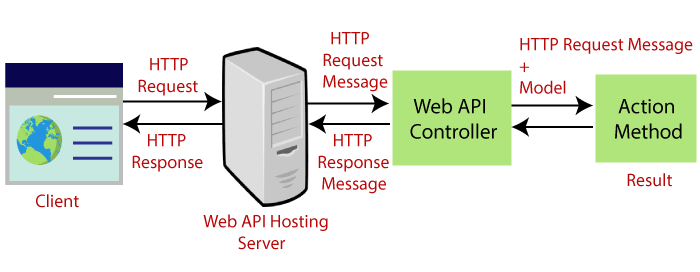 HTTP
Request
HTTP
Response
Client
Web API Hosting
Server
HTTP
Request
Message
HTTP
Response
Message
Web API
Controller
HTTP Request Message
+
Model
Action
Method
Result